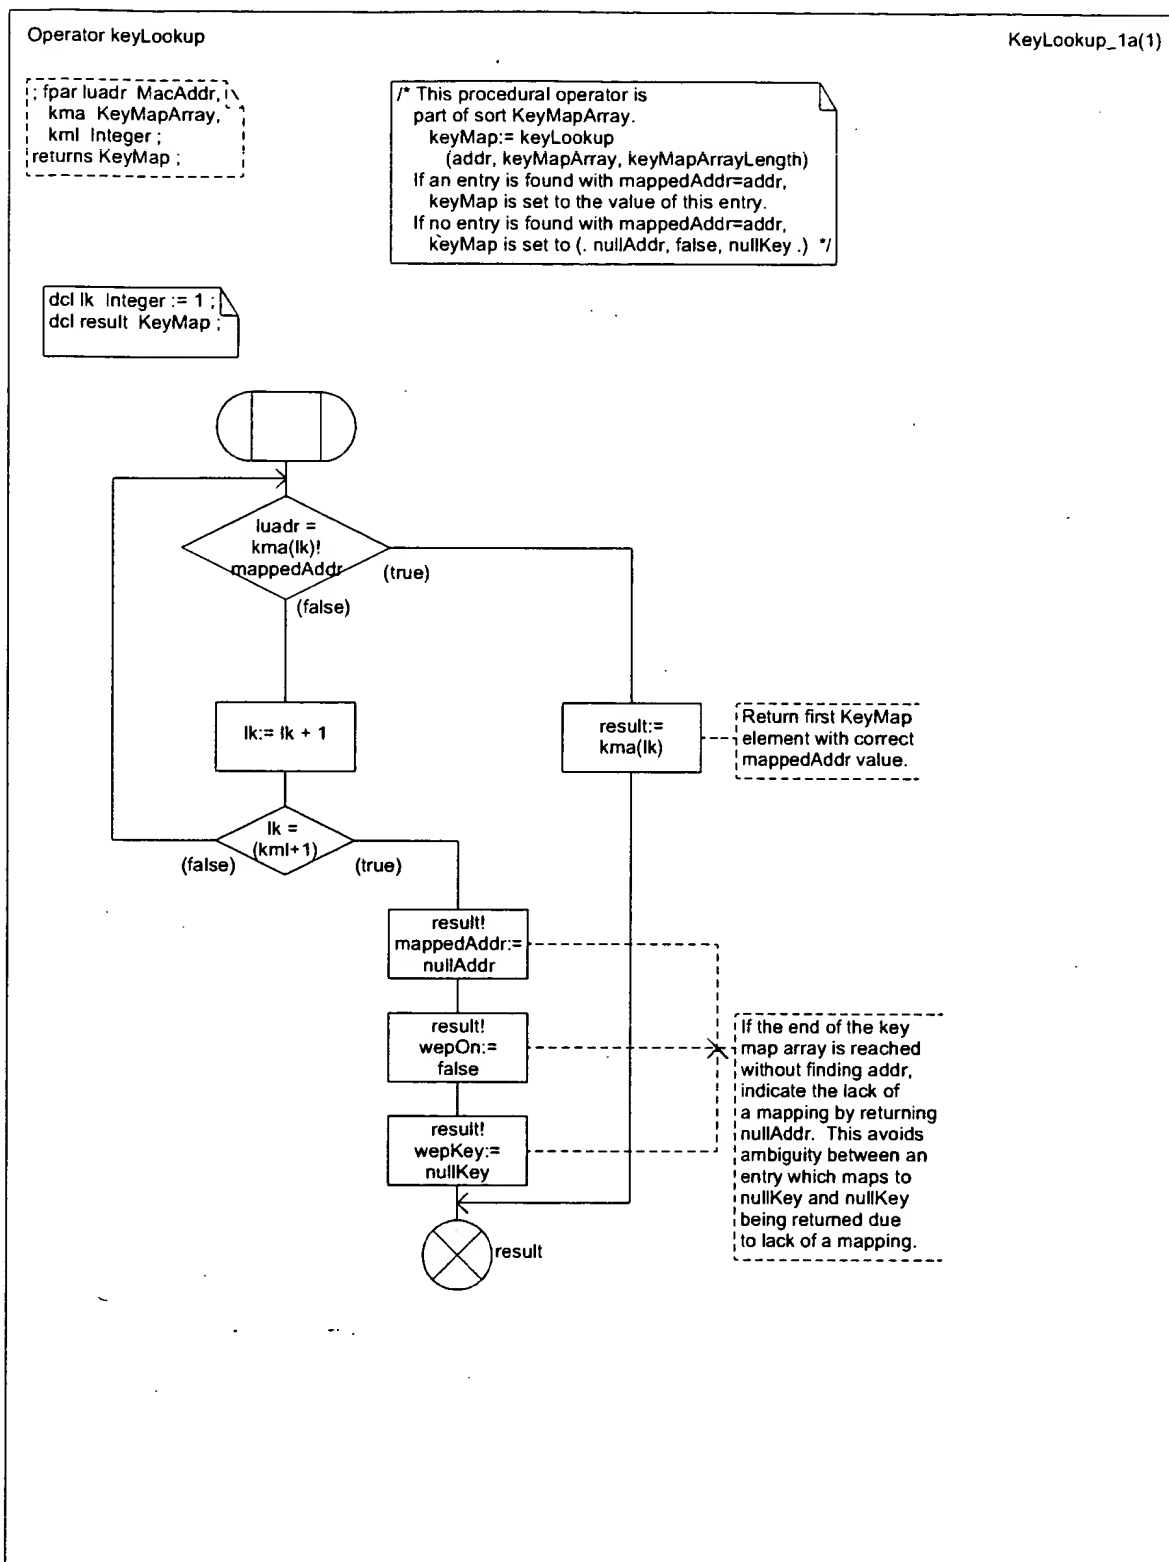 Operator keyLookup
KeyLookup_1a(1)
; fpar luadr MacAddr,
kma KeyMapArray,
kml Integer ;
returns KeyMap ;
/* This procedural operator is
part of sort KeyMapArray.
keyMap:= keyLookup
(addr, keyMapArray, keyMapArrayLength)
If an entry is found with mappedAddr=addr,
keyMap is set to the value of this entry.
If no entry is found with mappedAddr=addr,
keyMap is set to (. nullAddr, false, nullKey .) */
dcl lk Integer := 1 ;
dcl result KeyMap ;
luadr =
kma(lk)!
mappedAddr
(true)
(false)
lk:= lk + 1
result:=
kma(lk)
Return first KeyMap
element with correct
mappedAddr value.
lk =
(kml+1)
(false)
(true)
result!
mappedAddr:=
nullAddr
result!
wepOn:=
false
result!
wepKey:=
nullKey
If the end of the key
map array is reached
without finding addr,
indicate the lack of
a mapping by returning
nullAddr. This avoids
ambiguity between an
entry which maps to
nullKey and nullKey
being returned due
to lack of a mapping.
result